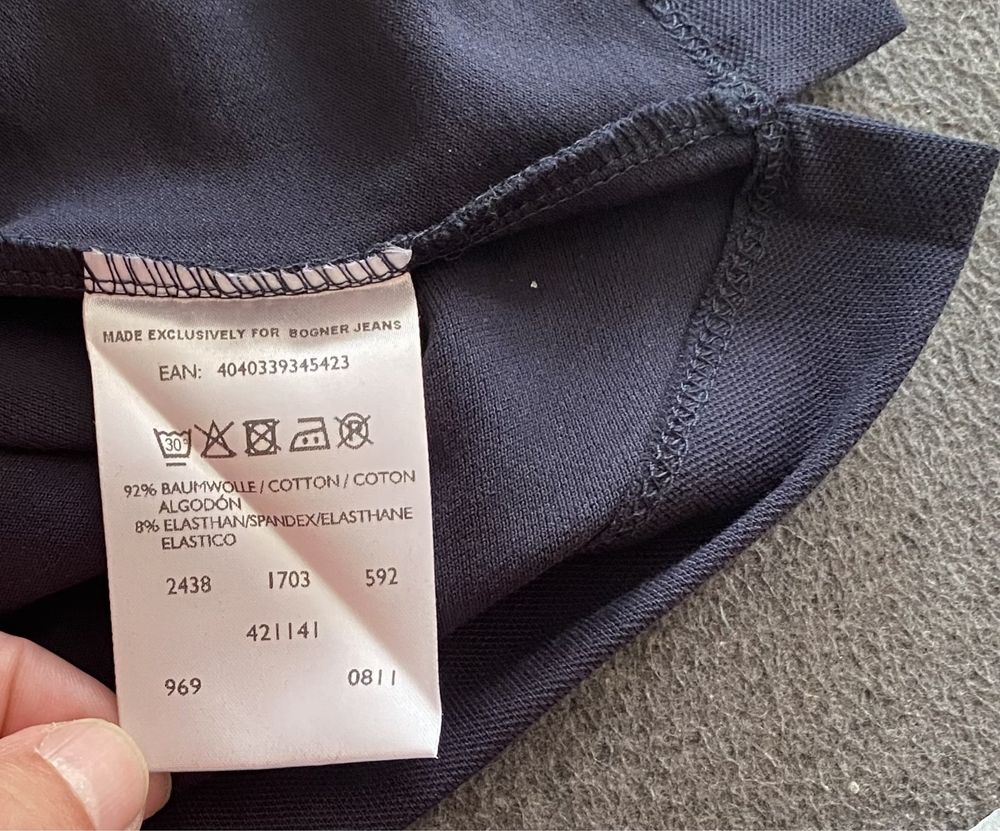 MADE EXCLUSIVELY FOR BOGNER JEANS
EAN: 4040339345423
30°
P
92% BAUMWOLLE / COTTON / COTON
ALGODÓN
8% ELASTHAN/SPANDEX/ELASTHANE
ELASTICO
2438 1703 592
421141
969 0811